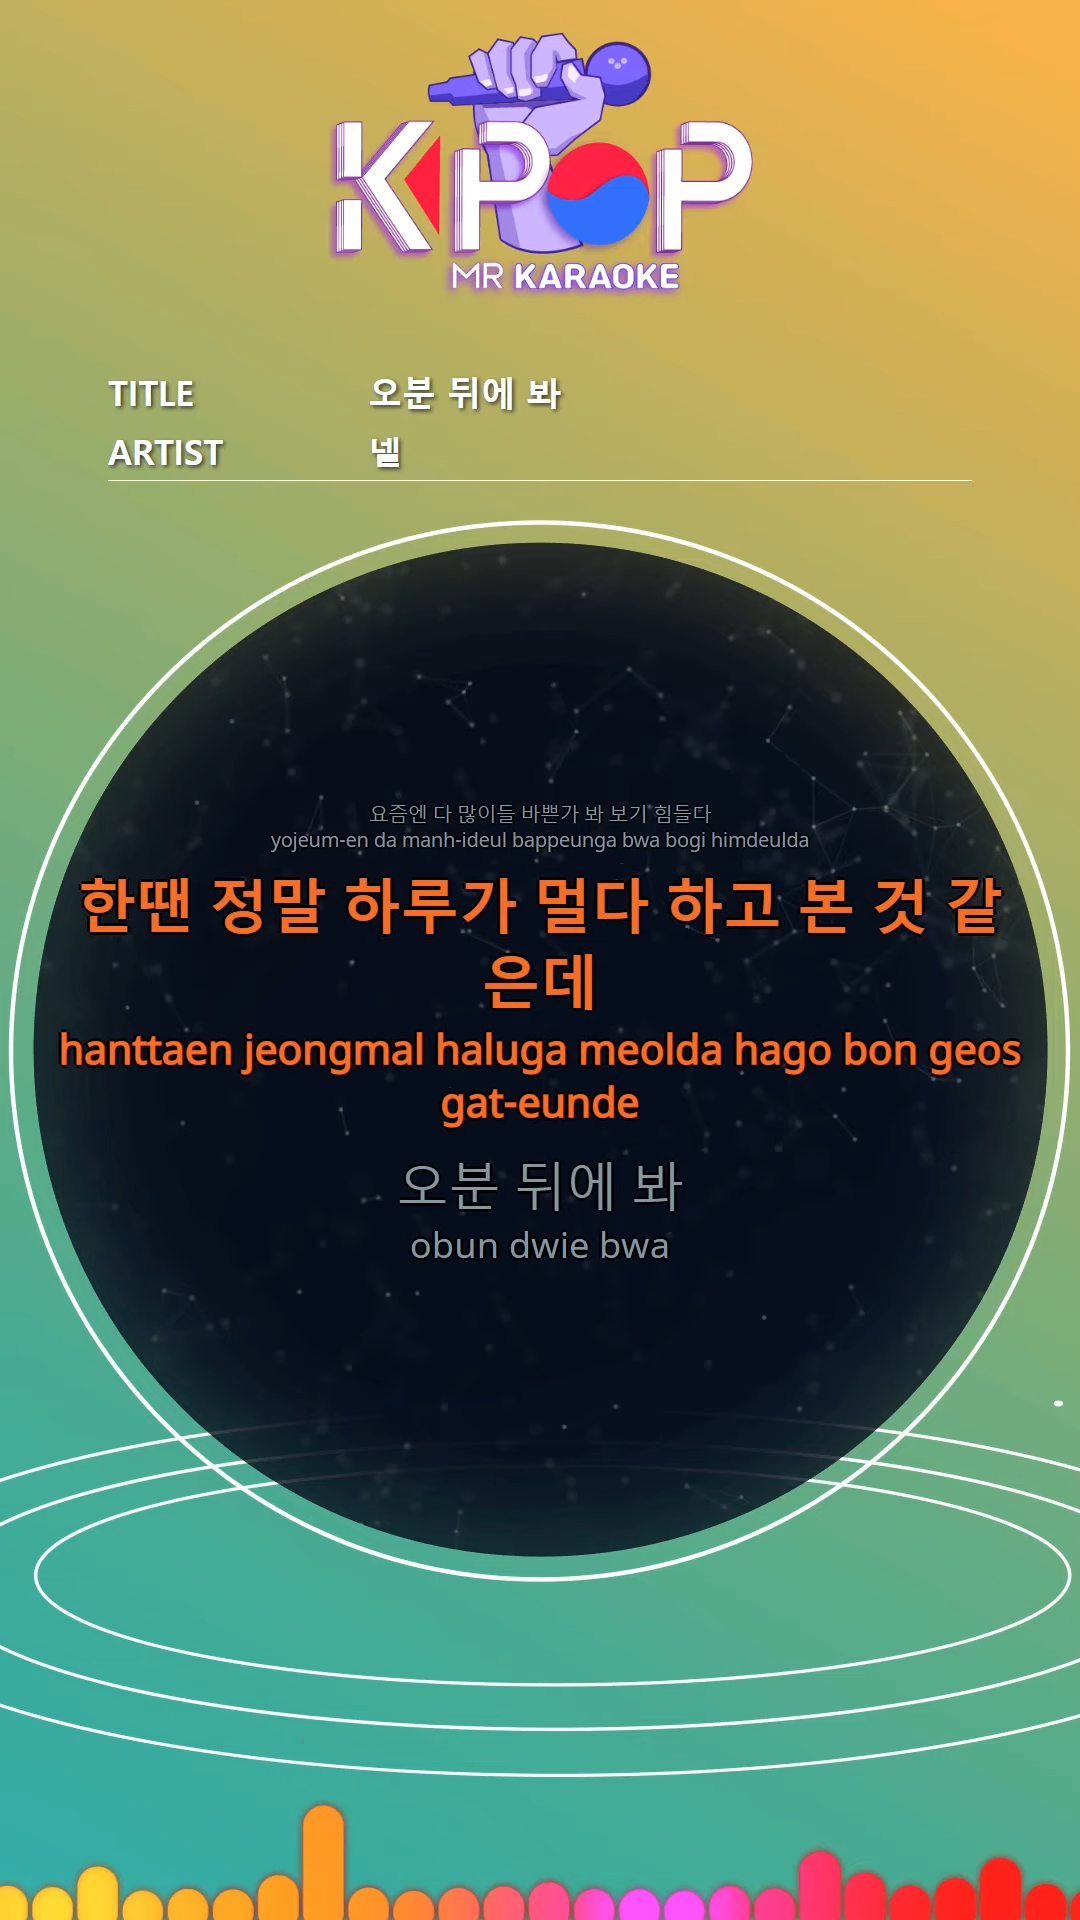 KPOP
MR KARAOKE
TITLE 오분 뒤에 봐
ARTIST 넬
요즘엔 다 많이들 바쁜가 봐 보기 힘들다
yojeum-en da manh-ideul bappeunga bwa bogi himdeulda
한땐 정말 하루가 멀다 하고 본 것 같
은데
hanttaen jeongmal haluga meolda hago bon geos
gat-eunde
오분 뒤에 봐
obun dwie bwa